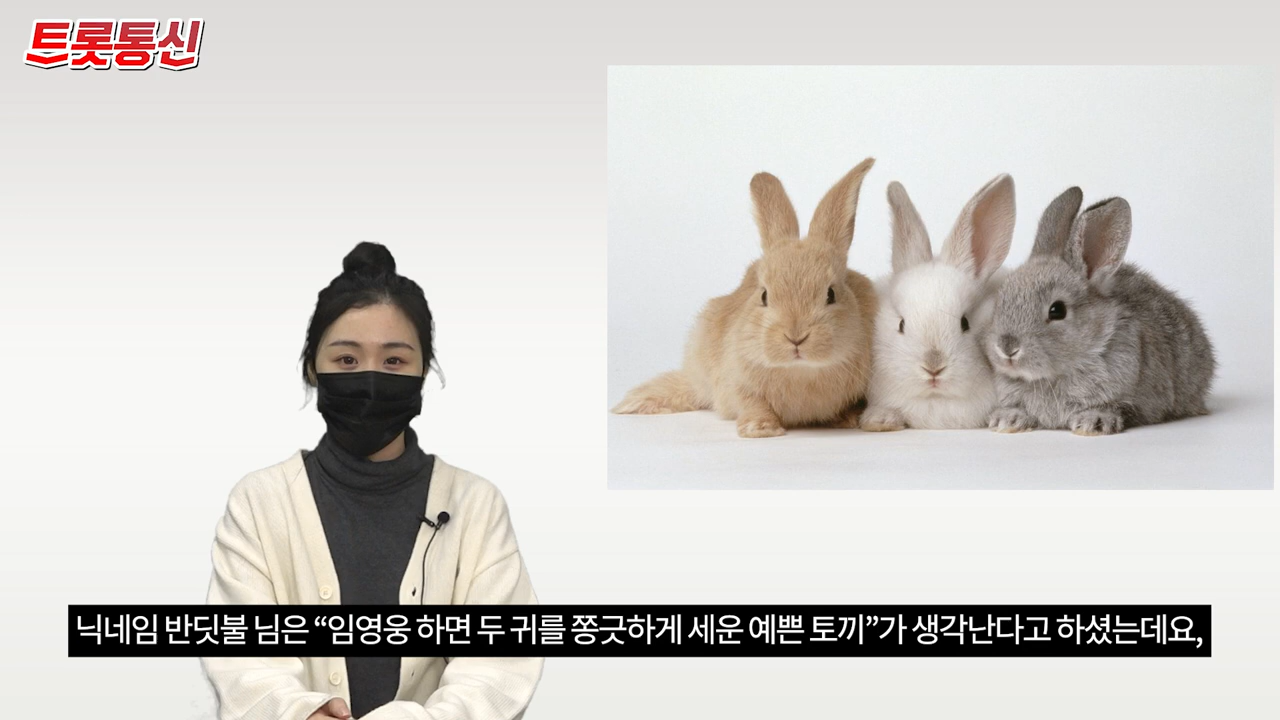 트롯통신
닉네임 반딧불 님은 “임영웅 하면 두 귀를 쫑긋하게 세운 예쁜 토끼”가 생각난다고 하셨는데요,